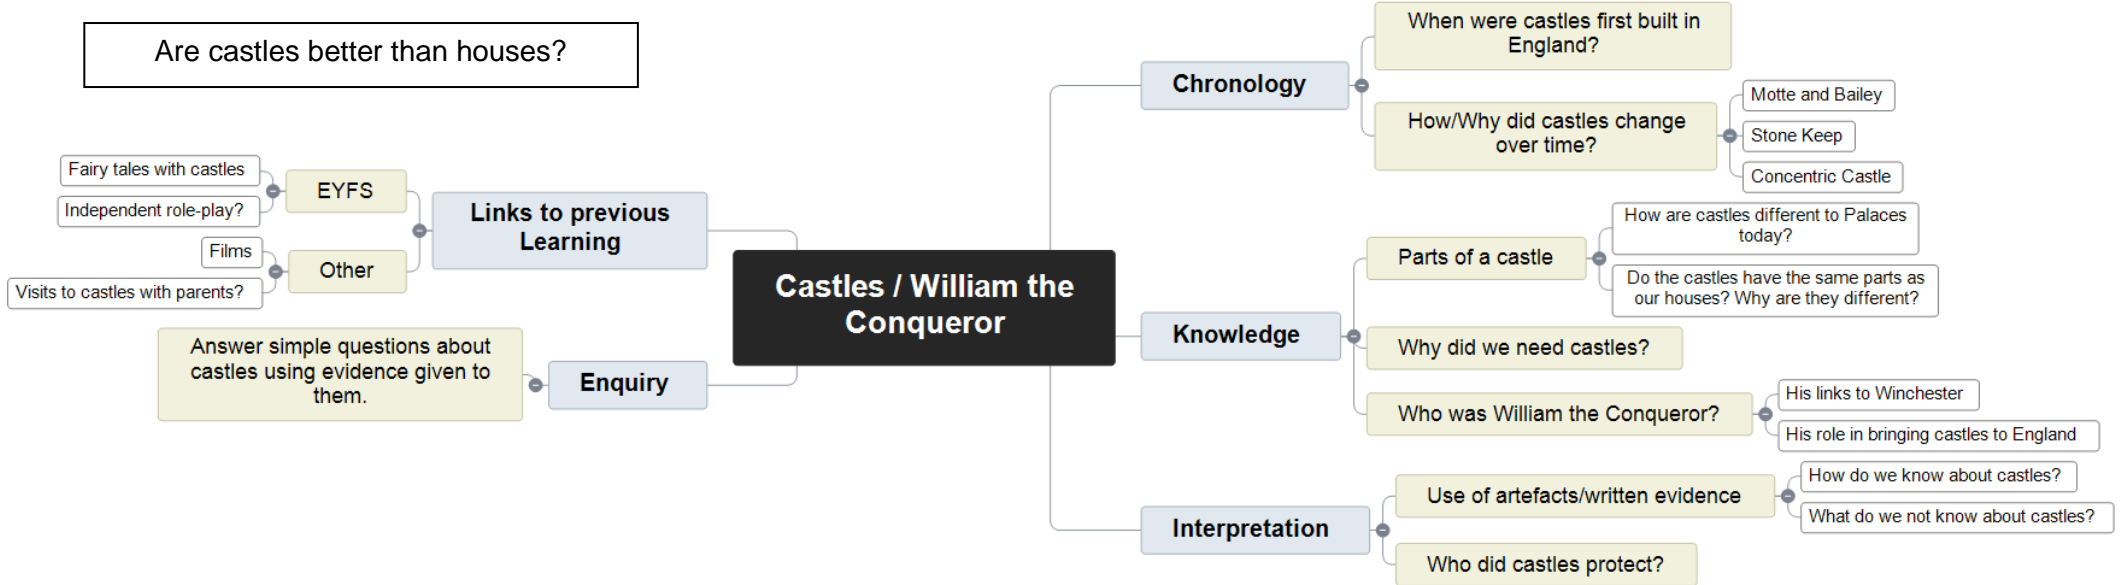 Are castles better than houses?
Fairy tales with castles
Independent role-play?
EYFS
Films
Visits to castles with parents?
Other
Links to previous
Learning
Answer simple questions about
castles using evidence given to
them.
Enquiry
Castles / William the
Conqueror
Chronology
When were castles first built in
England?
How/Why did castles change
over time?
Motte and Bailey
Stone Keep
Concentric Castle
Knowledge
Parts of a castle
How are castles different to Palaces
today?
Do the castles have the same parts as
our houses? Why are they different?
Why did we need castles?
Who was William the Conqueror?
His links to Winchester
His role in bringing castles to England
Interpretation
Use of artefacts/written evidence
How do we know about castles?
What do we not know about castles?
Who did castles protect?